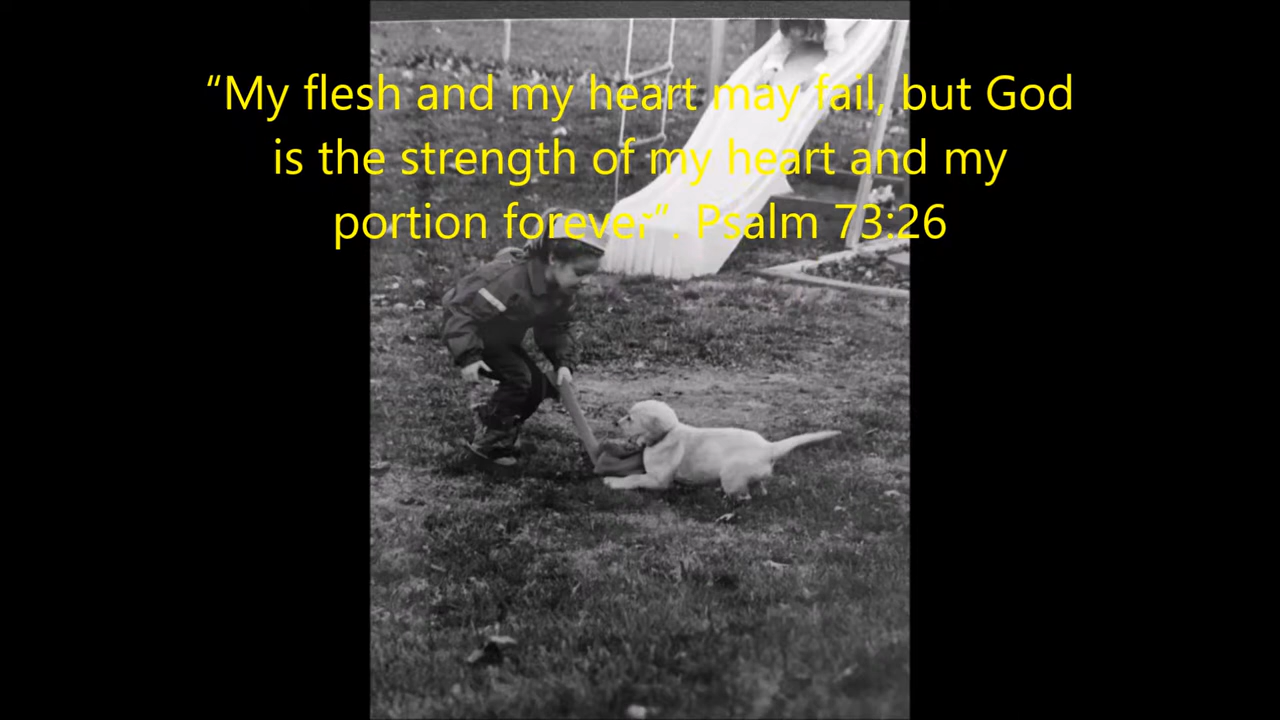 “My flesh and my heart may fail, but God
is the strength of my heart and my
portion forever”. Psalm 73:26